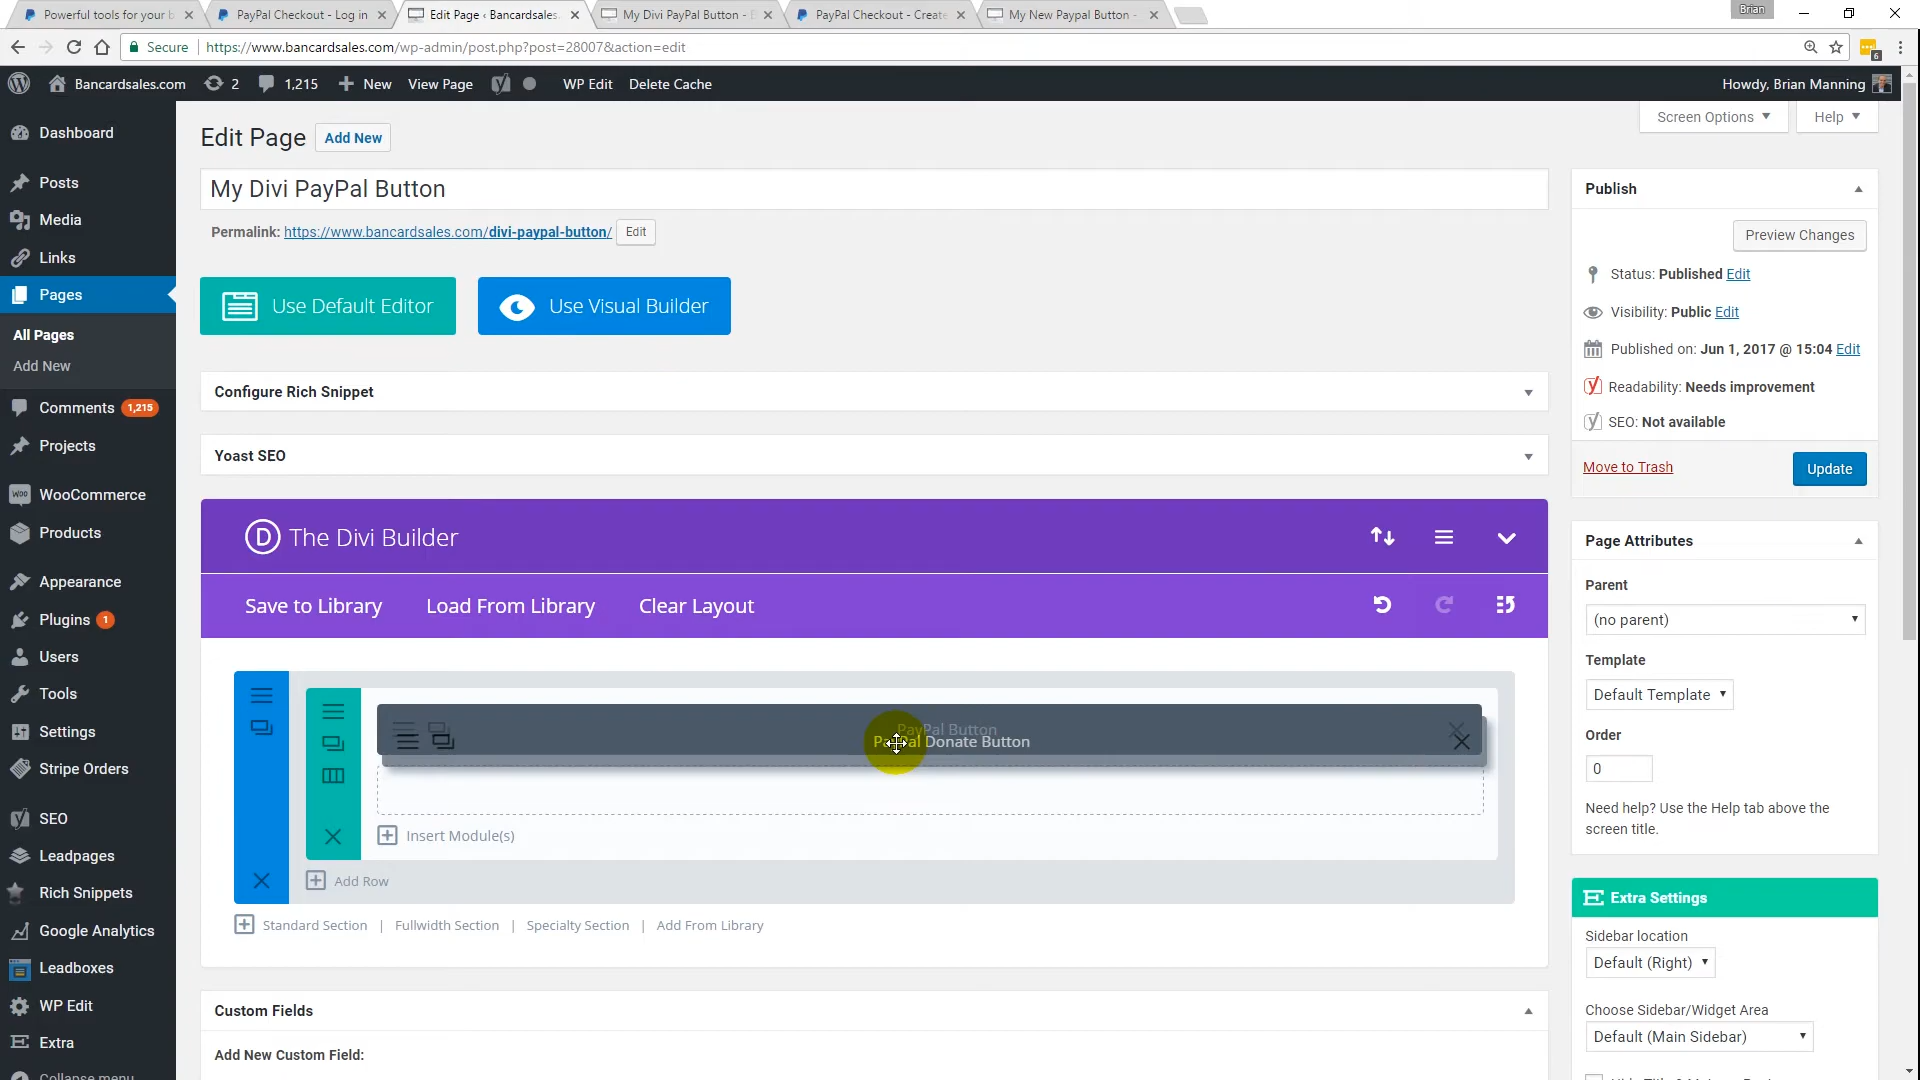 Powerful tools for your b
PayPal Checkout - Log in
Edit Page ‹ Bancardsales.
My Divi PayPal Button - B
PayPal Checkout - Create
My New Paypal Button -
Brian
Secure
https://www.bancardsales.com/wp-admin/post.php?post=28007&action=edit
6
Bancardsales.com
2
1,215
New
View Page
WP Edit
Delete Cache
Howdy, Brian Manning
Dashboard
Posts
Media
Links
Pages
All Pages
Add New
Comments 1,215
Projects
WooCommerce
Products
Appearance
Plugins 1
Users
Tools
Settings
Stripe Orders
SEO
Leadpages
Rich Snippets
Google Analytics
Leadboxes
WP Edit
Extra
Collapse menu
Screen Options
Help
Edit Page
Add New
My Divi PayPal Button
Permalink: https://www.bancardsales.com/divi-paypal-button/ Edit
Use Default Editor
Use Visual Builder
Configure Rich Snippet
Yoast SEO
D The Divi Builder
Save to Library
Load From Library
Clear Layout
PayPal Button
PayPal Donate Button
Insert Module(s)
Add Row
Standard Section | Fullwidth Section | Specialty Section | Add From Library
Custom Fields
Add New Custom Field:
Publish
Preview Changes
Status: Published Edit
Visibility: Public Edit
Published on: Jun 1, 2017 @ 15:04 Edit
Readability: Needs improvement
SEO: Not available
Move to Trash
Update
Page Attributes
Parent
(no parent)
Template
Default Template
Order
0
Need help? Use the Help tab above the
screen title.
Extra Settings
Sidebar location
Default (Right)
Choose Sidebar/Widget Area
Default (Main Sidebar)